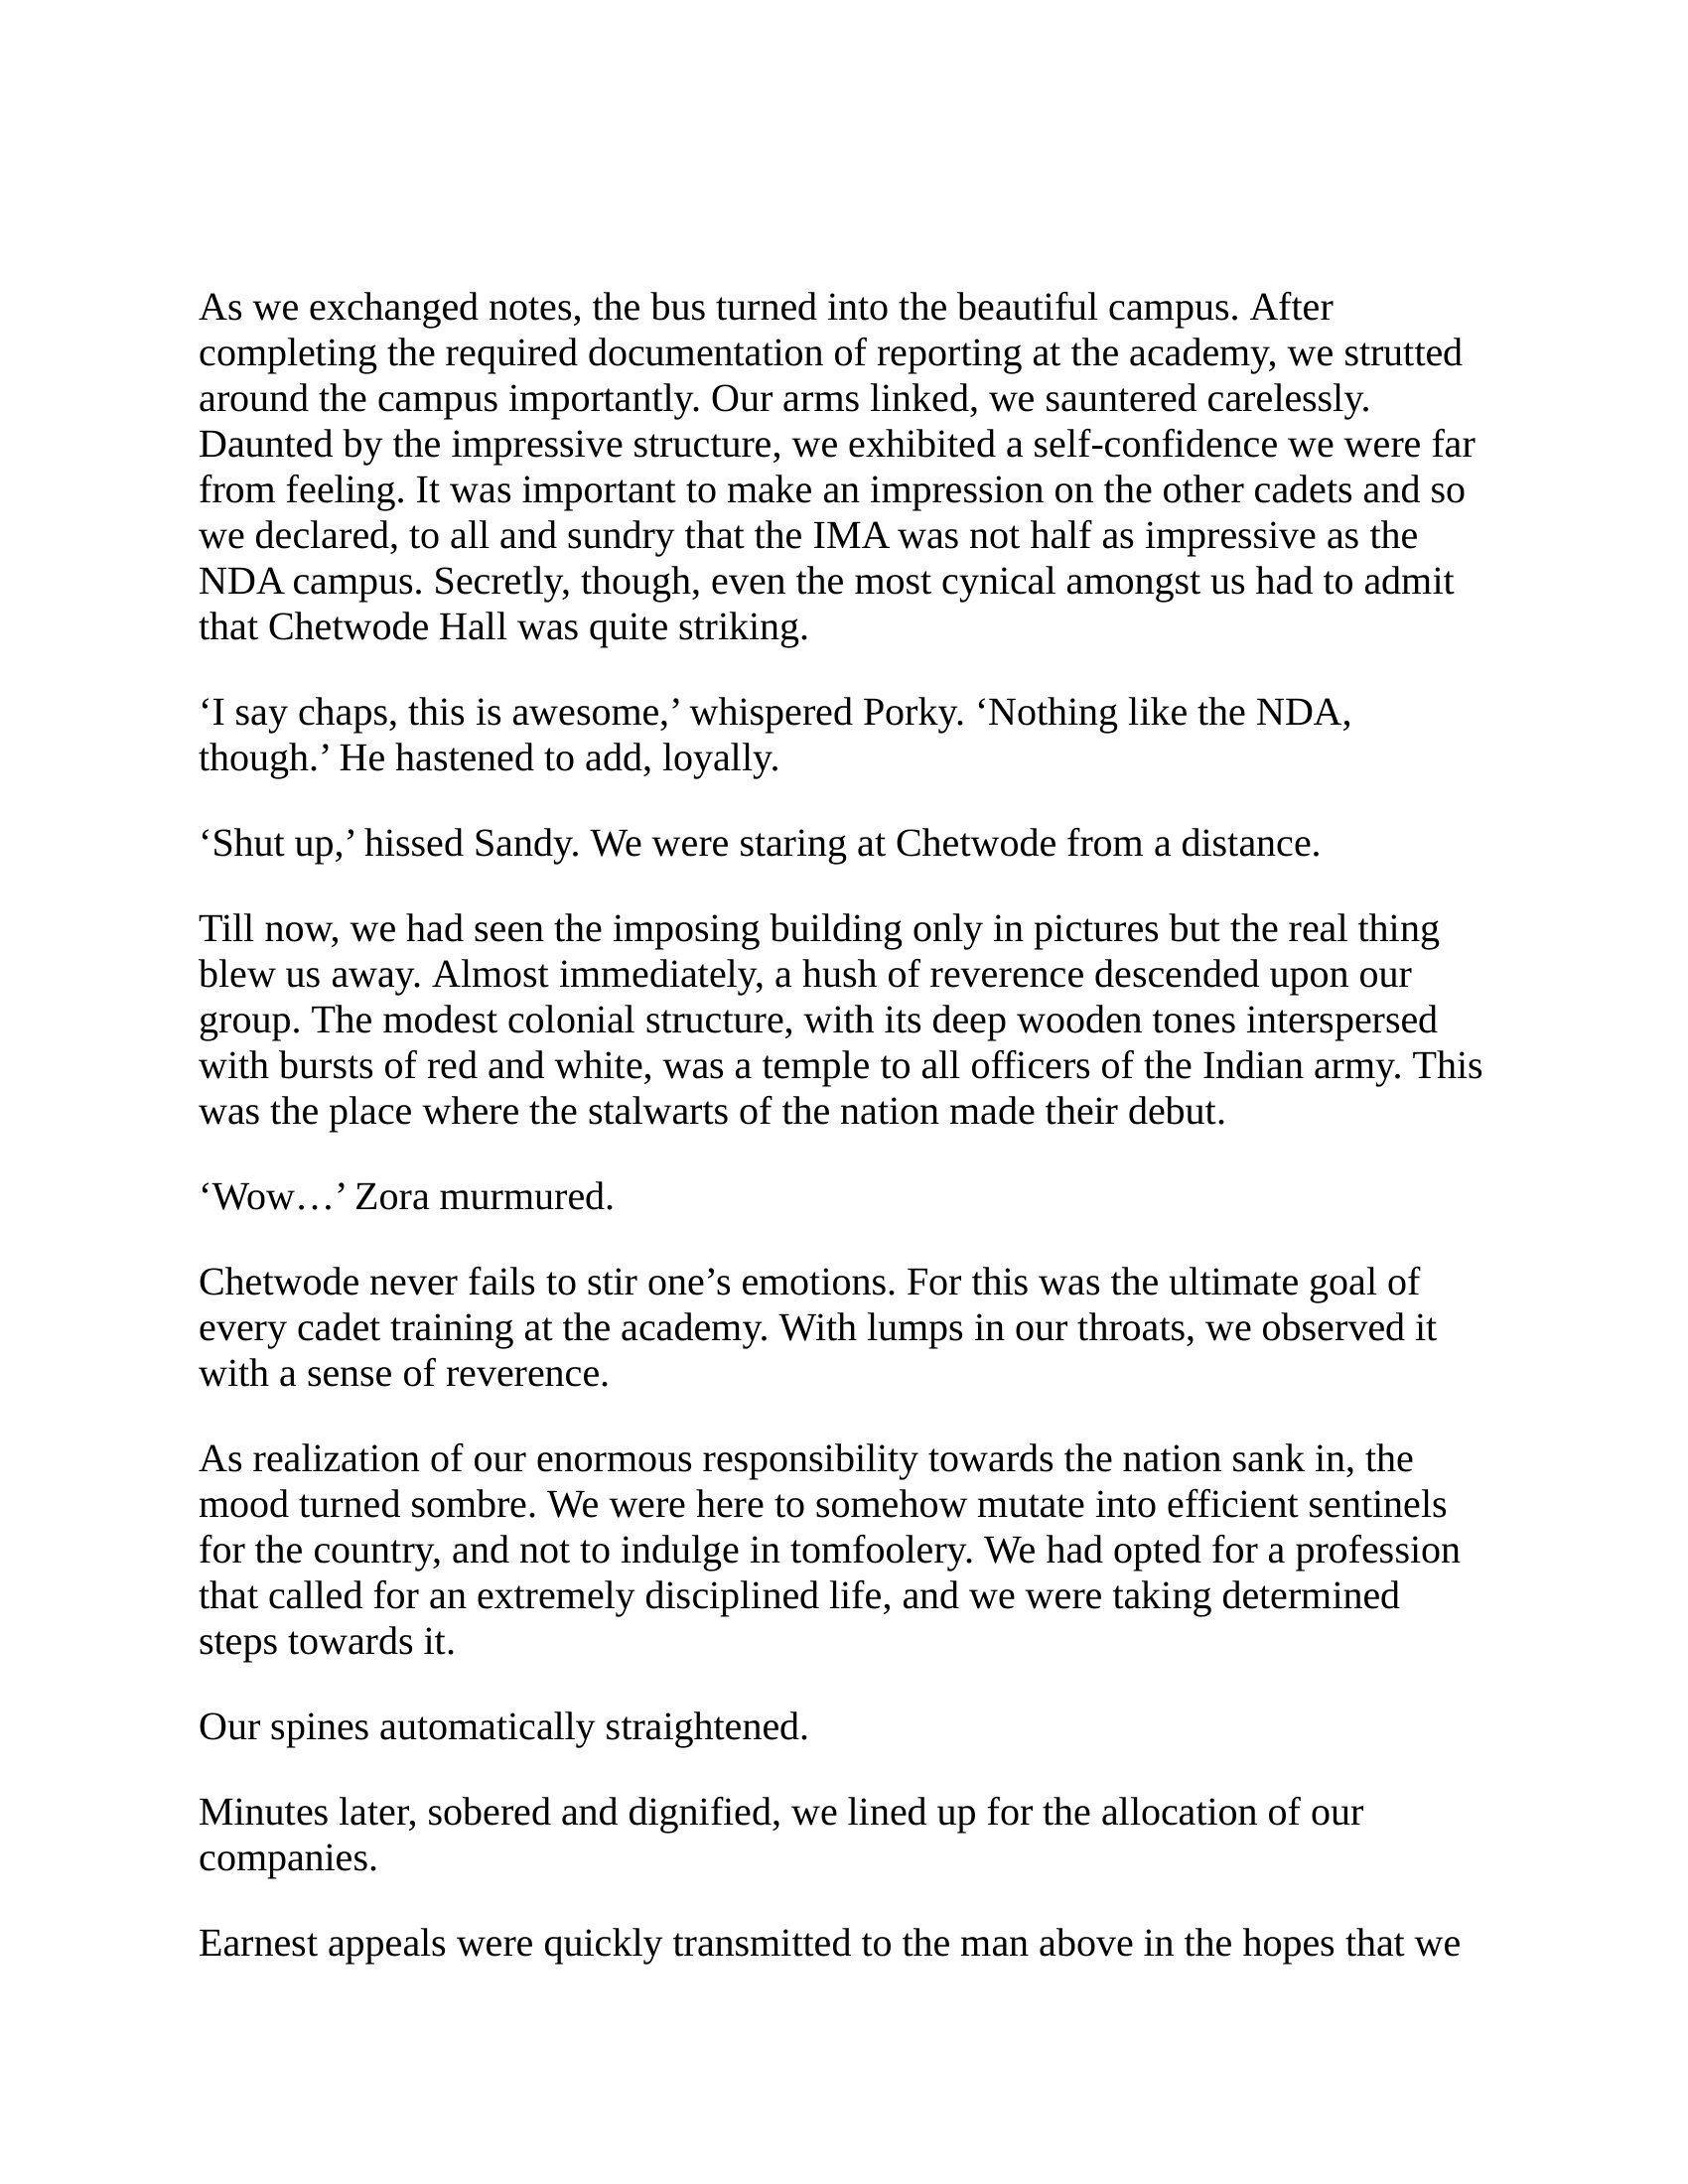 As we exchanged notes, the bus turned into the beautiful campus. After
completing the required documentation of reporting at the academy, we strutted
around the campus importantly. Our arms linked, we sauntered carelessly.
Daunted by the impressive structure, we exhibited a self-confidence we were far
from feeling. It was important to make an impression on the other cadets and so
we declared, to all and sundry that the IMA was not half as impressive as the
NDA campus. Secretly, though, even the most cynical amongst us had to admit
that Chetwode Hall was quite striking.
‘I say chaps, this is awesome,’ whispered Porky. ‘Nothing like the NDA,
though.’ He hastened to add, loyally.
‘Shut up,’ hissed Sandy. We were staring at Chetwode from a distance.
Till now, we had seen the imposing building only in pictures but the real thing
blew us away. Almost immediately, a hush of reverence descended upon our
group. The modest colonial structure, with its deep wooden tones interspersed
with bursts of red and white, was a temple to all officers of the Indian army. This
was the place where the stalwarts of the nation made their debut.
‘Wow…’ Zora murmured.
Chetwode never fails to stir one’s emotions. For this was the ultimate goal of
every cadet training at the academy. With lumps in our throats, we observed it
with a sense of reverence.
As realization of our enormous responsibility towards the nation sank in, the
mood turned sombre. We were here to somehow mutate into efficient sentinels
for the country, and not to indulge in tomfoolery. We had opted for a profession
that called for an extremely disciplined life, and we were taking determined
steps towards it.
Our spines automatically straightened.
Minutes later, sobered and dignified, we lined up for the allocation of our
companies.
Earnest appeals were quickly transmitted to the man above in the hopes that we